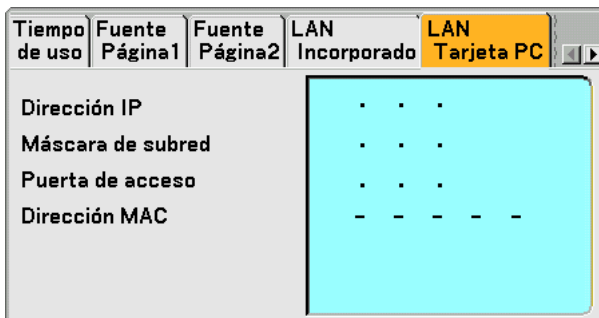 Tiempo de uso
Fuente Página1
Fuente Página2
LAN Incorporado
LAN Tarjeta PC
Dirección IP . . .
Máscara de subred . . .
Puerta de acceso . . .
Dirección MAC - - - - -